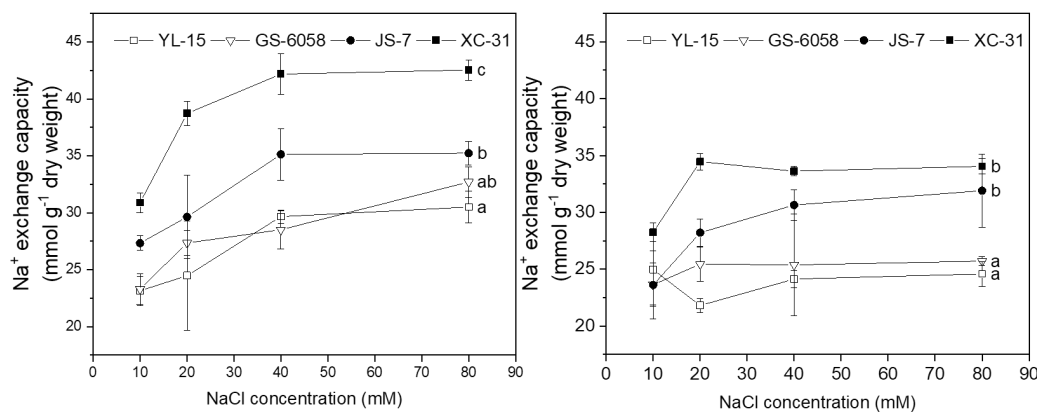 YL-15 GS-6058 JS-7 XC-31
Na⁺ exchange capacity
(mmol g⁻¹ dry weight)
45
40
35
30
25
20
c
b
ab
a
0 10 20 30 40 50 60 70 80 90
NaCl concentration (mM)
YL-15 GS-6058 JS-7 XC-31
Na⁺ exchange capacity
(mmol g⁻¹ dry weight)
45
40
35
30
25
20
b
b
a
a
0 10 20 30 40 50 60 70 80 90
NaCl concentration (mM)